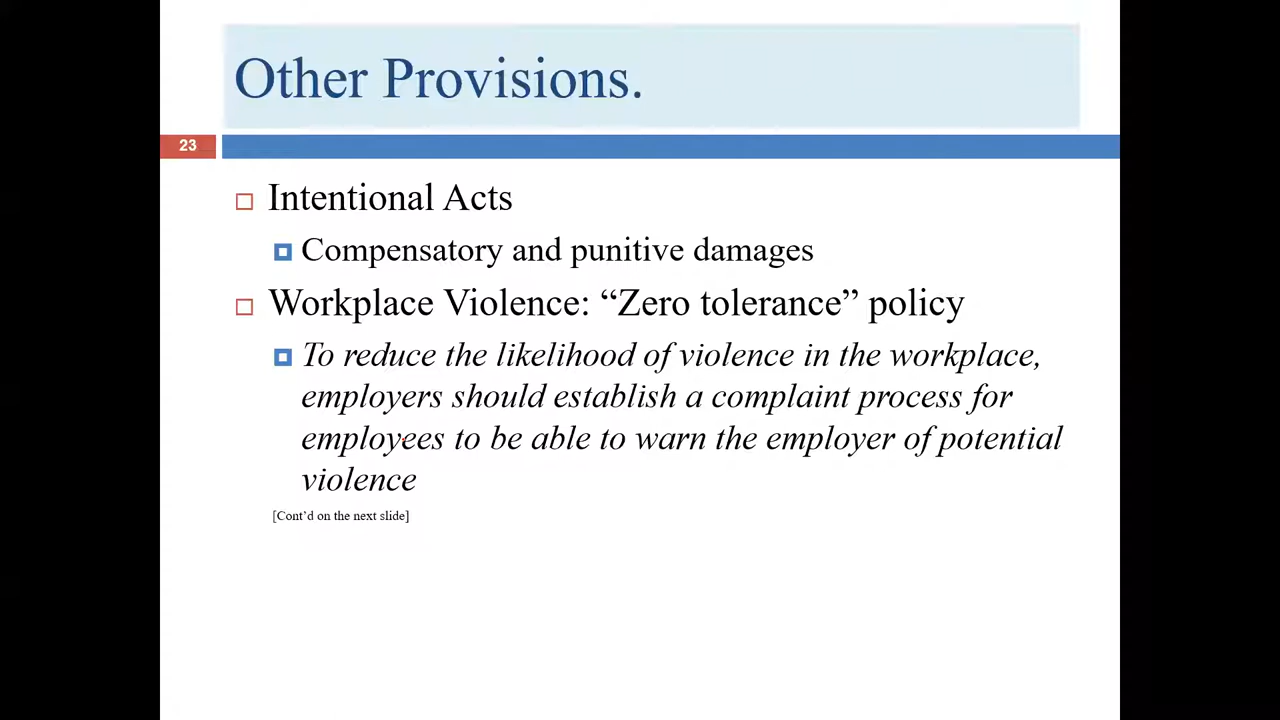 Other Provisions.
23
Intentional Acts
Compensatory and punitive damages
Workplace Violence: “Zero tolerance” policy
To reduce the likelihood of violence in the workplace,
employers should establish a complaint process for
employees to be able to warn the employer of potential
violence
[Cont’d on the next slide]